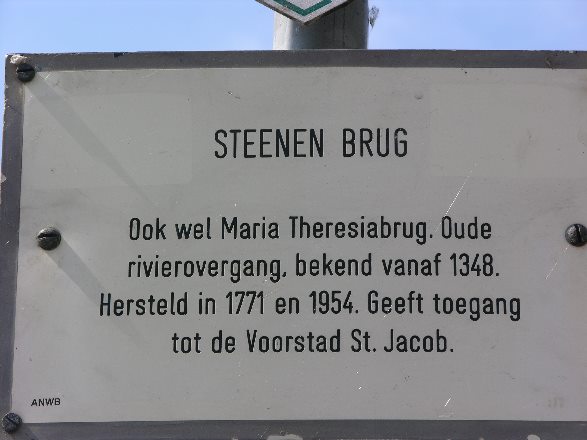 STEENEN BRUG
Ook wel Maria Theresiabrug. Oude
rivierovergang, bekend vanaf 1348.
Hersteld in 1771 en 1954. Geeft toegang
tot de Voorstad St. Jacob.
ANWB